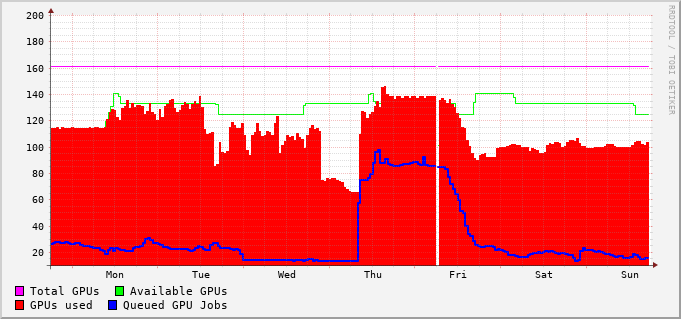 200
180
160
140
120
100
80
60
40
20
Mon Tue Wed Thu Fri Sat Sun
Total GPUs Available GPUs
GPUs used Queued GPU Jobs
RRDTOOL / TOBI OETIKER